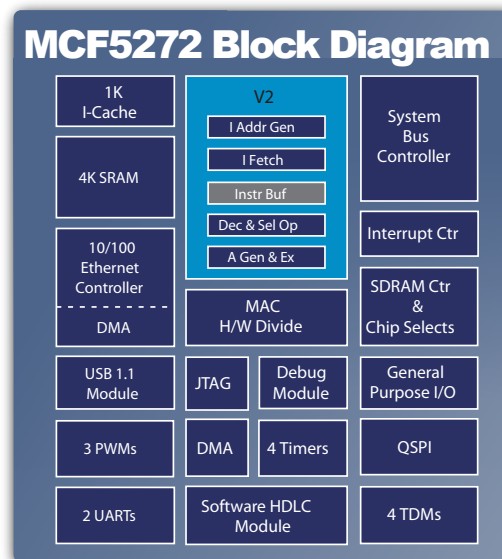 MCF5272 Block Diagram
1K
I-Cache
4K SRAM
10/100
Ethernet
Controller
DMA
USB 1.1
Module
3 PWMs
2 UARTs
V2
I Addr Gen
I Fetch
Instr Buf
Dec & Sel Op
A Gen & Ex
MAC
H/W Divide
JTAG
Debug
Module
DMA
4 Timers
Software HDLC
Module
System
Bus
Controller
Interrupt Ctr
SDRAM Ctr
&
Chip Selects
General
Purpose I/O
QSPI
4 TDMs